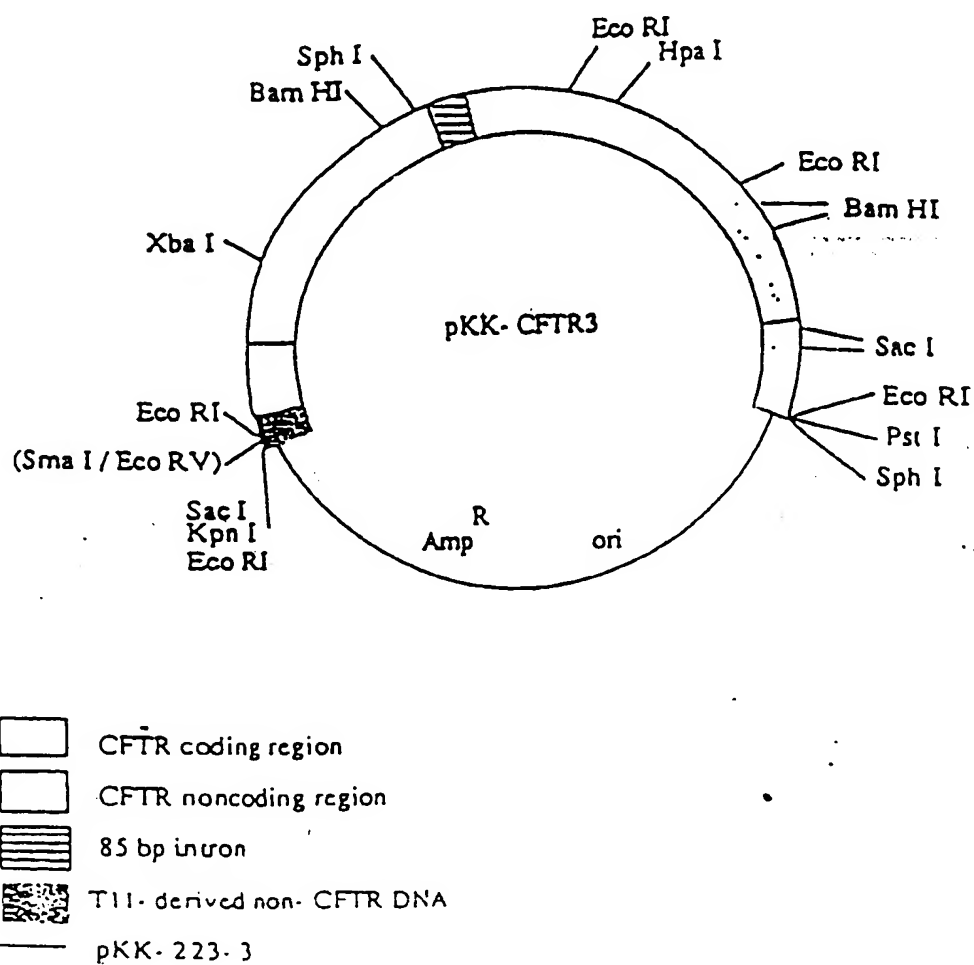 Eco RI
Hpa I
Sph I
Bam HI
Eco RI
Bam HI
Xba I
pKK- CFTR3
Sac I
Eco RI
Eco RI
Pst I
(Sma I / Eco RV)
Sph I
Sac I
Kpn I
Eco RI
Amp R
ori
CFTR coding region
CFTR noncoding region
85 bp intron
T11- derived non- CFTR DNA
pKK- 223- 3